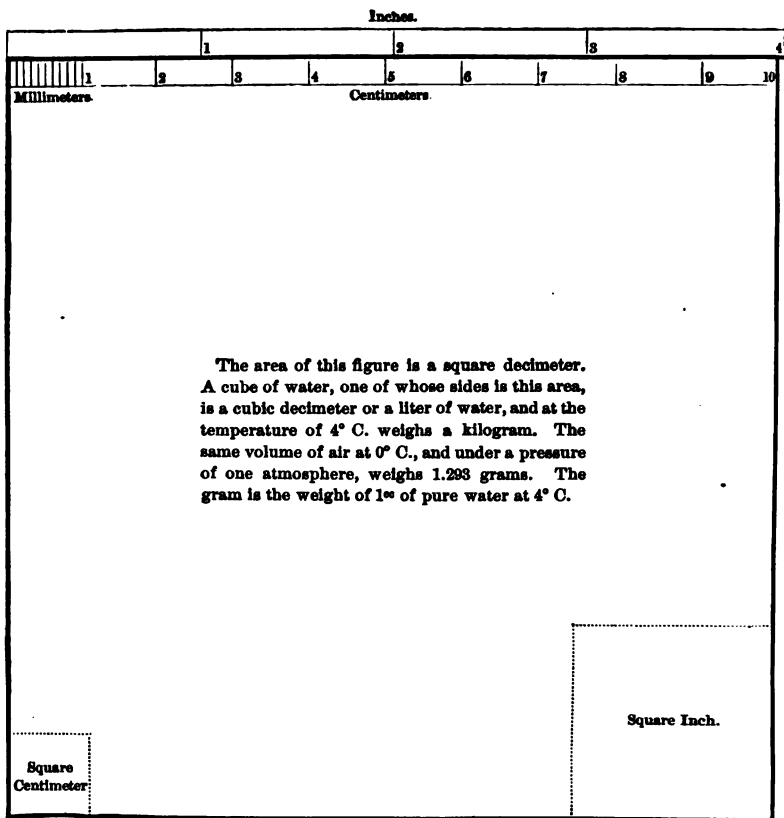 Inches.
1 2 3 4
1 2 3 4 5 6 7 8 9 10
Millimeters. Centimeters.
The area of this figure is a square decimeter.
A cube of water, one of whose sides is this area,
is a cubic decimeter or a liter of water, and at the
temperature of 4° C. weighs a kilogram. The
same volume of air at 0° C., and under a pressure
of one atmosphere, weighs 1.293 grams. The
gram is the weight of 1cc of pure water at 4° C.
Square Inch.
Square
Centimeter